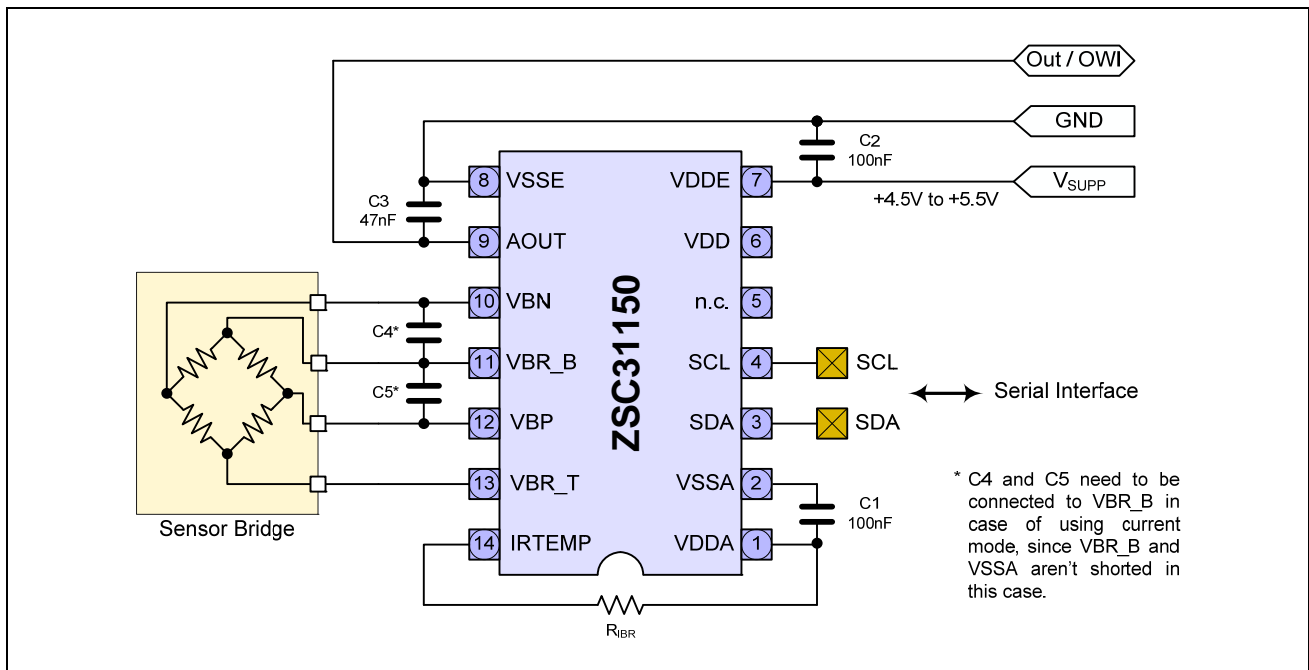 Out / OWI
GND
C2
100nF
V_SUPP
+4.5V to +5.5V
8 VSSE
VDDE 7
C3
47nF
9 AOUT
VDD 6
10 VBN
n.c. 5
C4*
11 VBR_B
SCL 4
SCL
C5*
Serial Interface
12 VBP
SDA 3
SDA
13 VBR_T
VSSA 2
C1
100nF
14 IRTEMP
VDDA 1
ZSC31150
Sensor Bridge
R_IBR
* C4 and C5 need to be
connected to VBR_B in
case of using current
mode, since VBR_B and
VSSA aren't shorted in
this case.